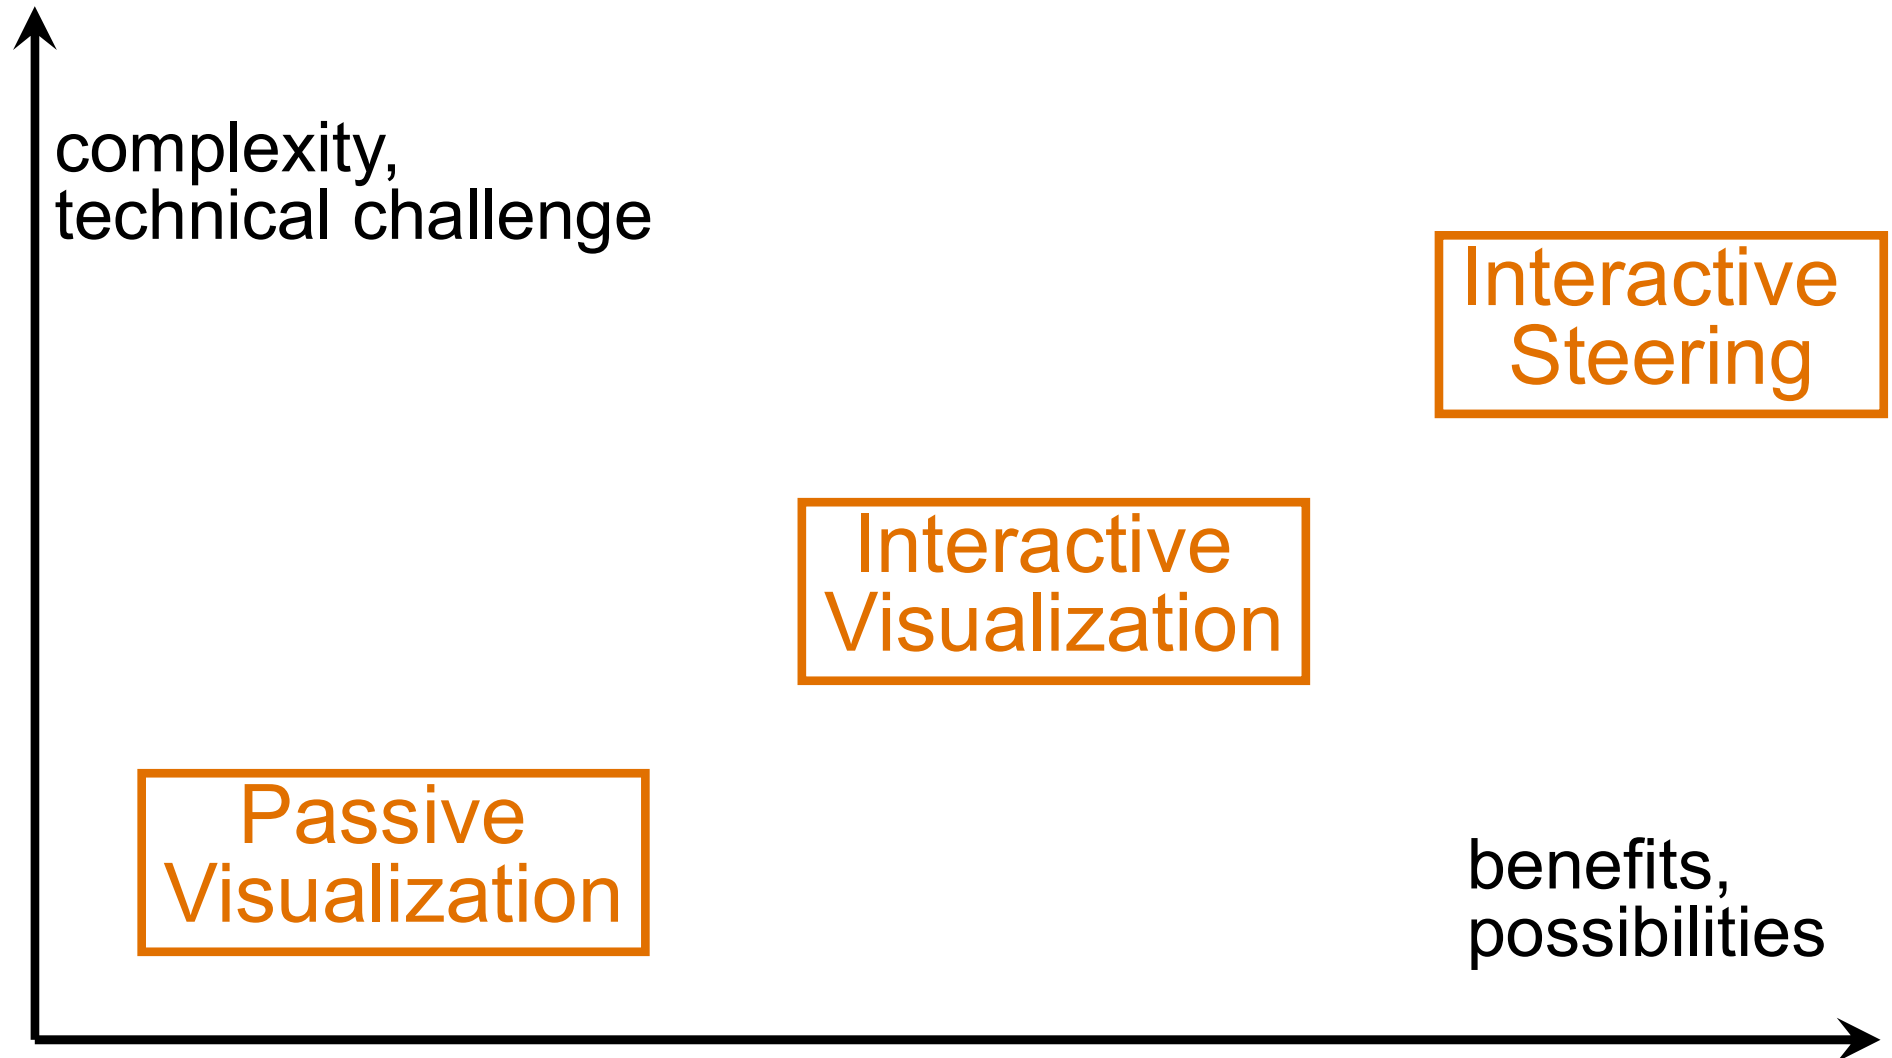 complexity,
technical challenge
Interactive
Steering
Interactive
Visualization
Passive
Visualization
benefits,
possibilities